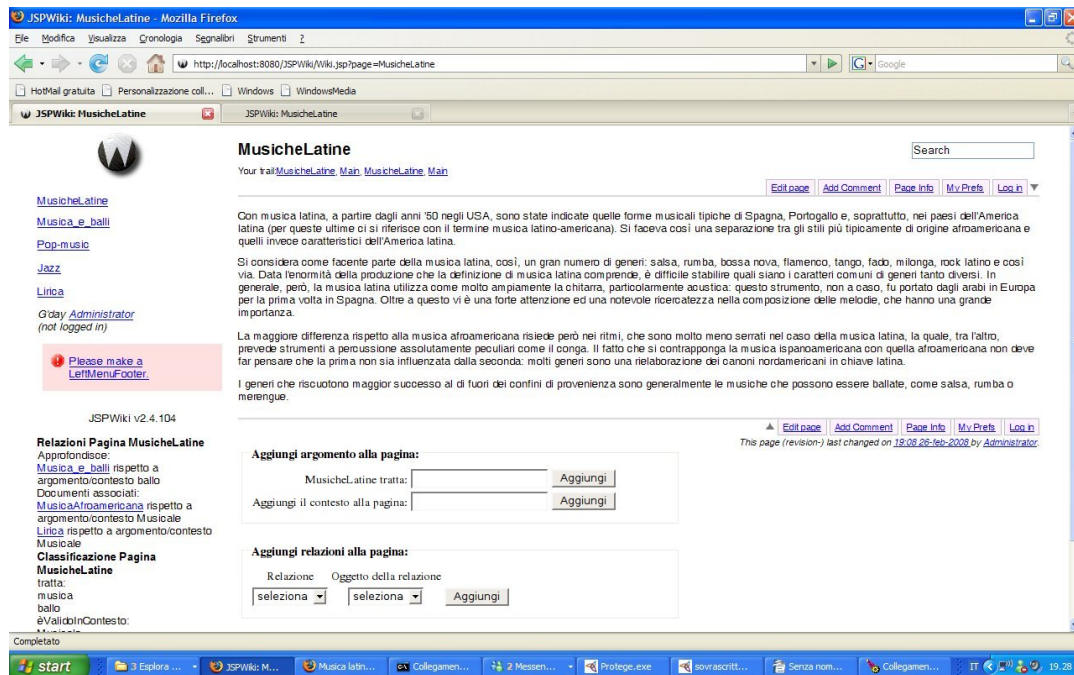 JSPWiki: MusicheLatine - Mozilla Firefox
File Modifica Visualizza Cronologia Segnalibri Strumenti ?
http://localhost:8080/JSPWiki/Wiki.jsp?page=MusicheLatine
G Google
HotMail gratuita Personalizzazione coll... Windows WindowsMedia
JSPWiki: MusicheLatine JSPWiki: MusicheLatine
MusicheLatine
Search
Your trail:MusicheLatine, Main, MusicheLatine, Main
Edit page Add Comment Page Info My Prefs Log in
MusicheLatine
Musica_e_balli
Pop-music
Jazz
Lirica
G'day Administrator
(not logged in)
Please make a
LeftMenuFooter.
JSPWiki v2.4.104
Relazioni Pagina MusicheLatine
Approfondisce:
Musica_e_balli rispetto a
argomento/contesto ballo
Documenti associati:
MusicaAfroamericana rispetto a
argomento/contesto Musicale
Lirica rispetto a argomento/contesto
Musicale
Classificazione Pagina
MusicheLatine
tratta:
musica
ballo
èValidoInContesto:
Musicale
Con musica latina, a partire dagli anni '50 negli USA, sono state indicate quelle forme musicali tipiche di Spagna, Portogallo e, soprattutto, nei paesi dell'America
latina (per queste ultime ci si riferisce con il termine musica latino-americana). Si faceva così una separazione tra gli stili più tipicamente di origine afroamericana e
quelli invece caratteristici dell'America latina.
Si considera come facente parte della musica latina, così, un gran numero di generi: salsa, rumba, bossa nova, flamenco, tango, fado, milonga, rock latino e così
via. Data l'enormità della produzione che la definizione di musica latina comprende, è difficile stabilire quali siano i caratteri comuni di generi tanto diversi. In
generale, però, la musica latina utilizza come molto ampiamente la chitarra, particolarmente acustica: questo strumento, non a caso, fu portato dagli arabi in Europa
per la prima volta in Spagna. Oltre a questo vi è una forte attenzione ed una notevole ricercatezza nella composizione delle melodie, che hanno una grande
importanza.
La maggiore differenza rispetto alla musica afroamericana risiede però nei ritmi, che sono molto meno serrati nel caso della musica latina, la quale, tra l'altro,
prevede strumenti a percussione assolutamente peculiari come il conga. Il fatto che si contrapponga la musica ispanoamericana con quella afroamericana non deve
far pensare che la prima non sia influenzata dalla seconda: molti generi sono una rielaborazione dei canoni nordamericani in chiave latina.
I generi che riscuotono maggior successo al di fuori dei confini di provenienza sono generalmente le musiche che possono essere ballate, come salsa, rumba o
merengue.
Edit page Add Comment Page Info My Prefs Log in
This page (revision-) last changed on 19:08 26-feb-2008 by Administrator.
Aggiungi argomento alla pagina:
MusicheLatine tratta: Aggiungi
Aggiungi il contesto alla pagina: Aggiungi
Aggiungi relazioni alla pagina:
Relazione Oggetto della relazione
seleziona seleziona Aggiungi
Completato
start 3 Esplora ... JSPWiki: M... Musica latin... Collegamen... 2 Messen... Protege.exe sovrascritt... Senza nom... Collegamen... IT 19.28